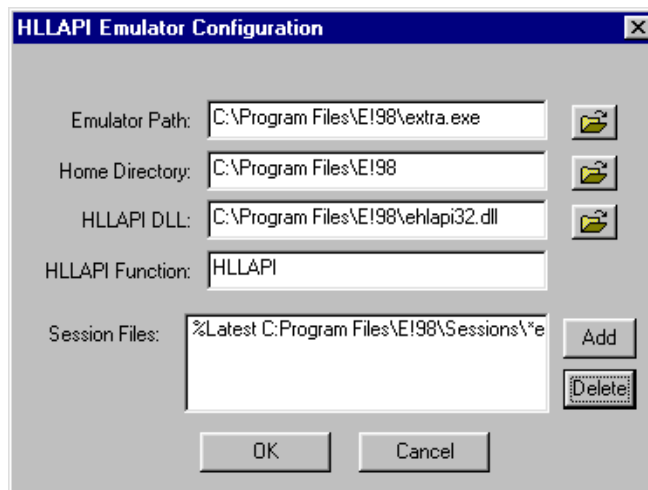 HLLAPI Emulator Configuration
Emulator Path: C:\Program Files\E!98\extra.exe
Home Directory: C:\Program Files\E!98
HLLAPI DLL: C:\Program Files\E!98\ehlapi32.dll
HLLAPI Function: HLLAPI
Session Files: %Latest C:Program Files\E!98\Sessions\*e Add
Delete
OK Cancel